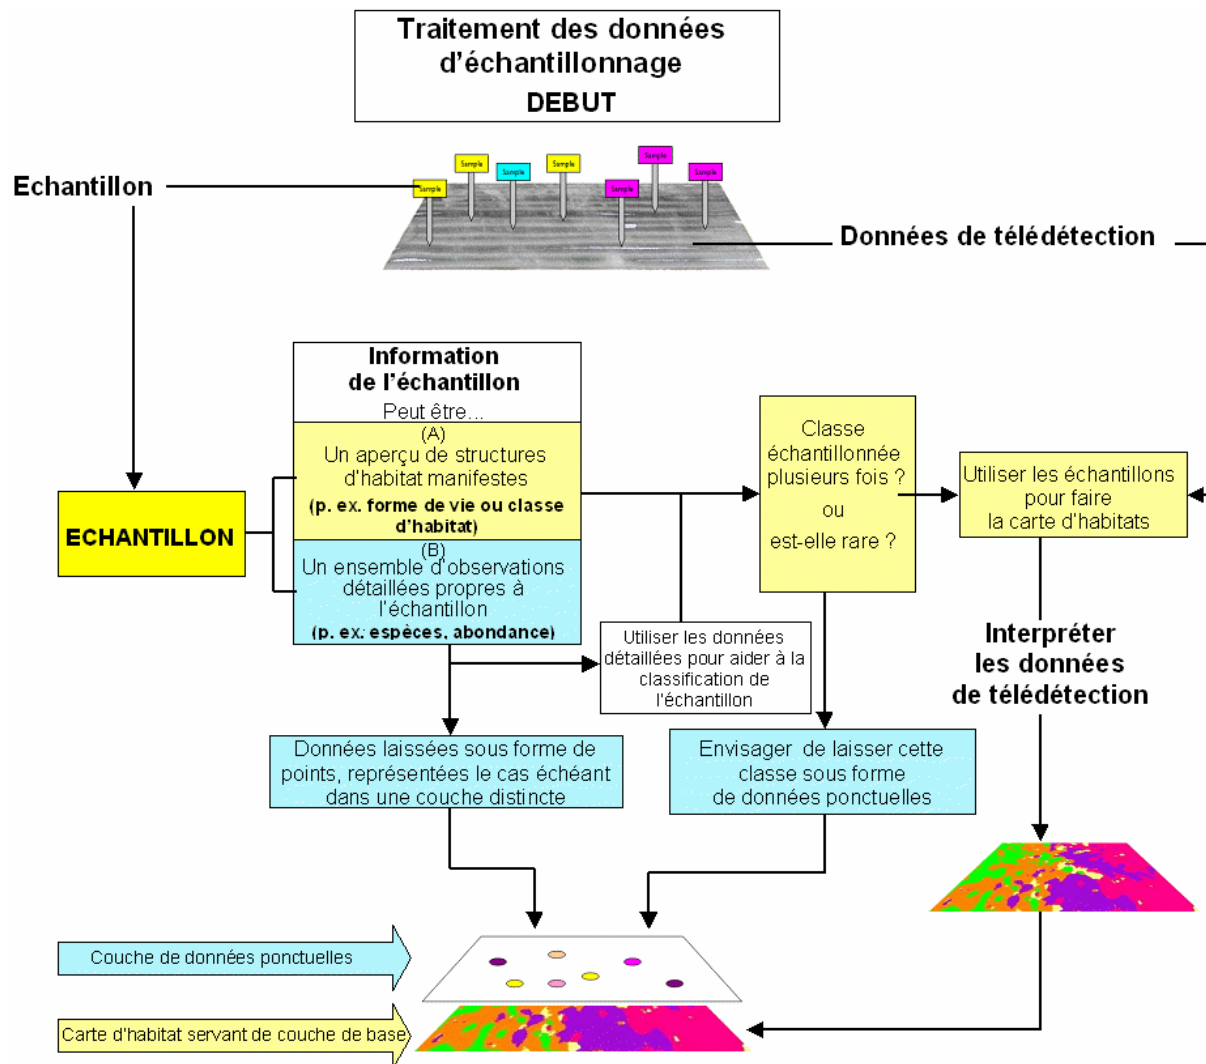 Traitement des données
d'échantillonnage
DEBUT
Sample
Sample
Sample
Sample
Sample
Sample
Sample
Echantillon
Données de télédétection
Information
de l'échantillon
Peut être...
(A)
Un aperçu de structures
d'habitat manifestes
(p. ex. forme de vie ou classe
d'habitat)
(B)
Un ensemble d'observations
détaillées propres à
l'échantillon
(p. ex: espèces, abondance)
ECHANTILLON
Classe
échantillonnée
plusieurs fois ?
ou
est-elle rare ?
Utiliser les échantillons
pour faire
la carte d'habitats
Utiliser les données
détaillées pour aider à la
classification de
l'échantillon
Interpréter
les données
de télédétection
Données laissées sous forme de
points, représentées le cas échéant
dans une couche distincte
Envisager de laisser cette
classe sous forme
de données ponctuelles
Couche de données ponctuelles
Carte d'habitat servant de couche de base